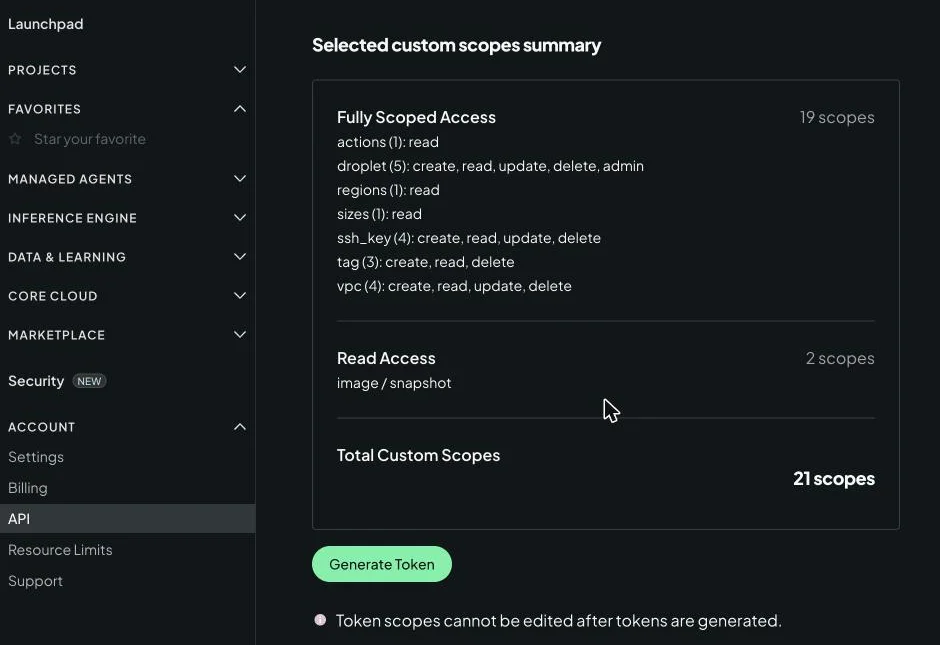 Launchpad
PROJECTS
FAVORITES
Star your favorite
MANAGED AGENTS
INFERENCE ENGINE
DATA & LEARNING
CORE CLOUD
MARKETPLACE
Security NEW
ACCOUNT
Settings
Billing
API
Resource Limits
Support
Selected custom scopes summary
Fully Scoped Access 19 scopes
actions (1): read
droplet (5): create, read, update, delete, admin
regions (1): read
sizes (1): read
ssh_key (4): create, read, update, delete
tag (3): create, read, delete
vpc (4): create, read, update, delete
Read Access 2 scopes
image / snapshot
Total Custom Scopes
21 scopes
Generate Token
Token scopes cannot be edited after tokens are generated.